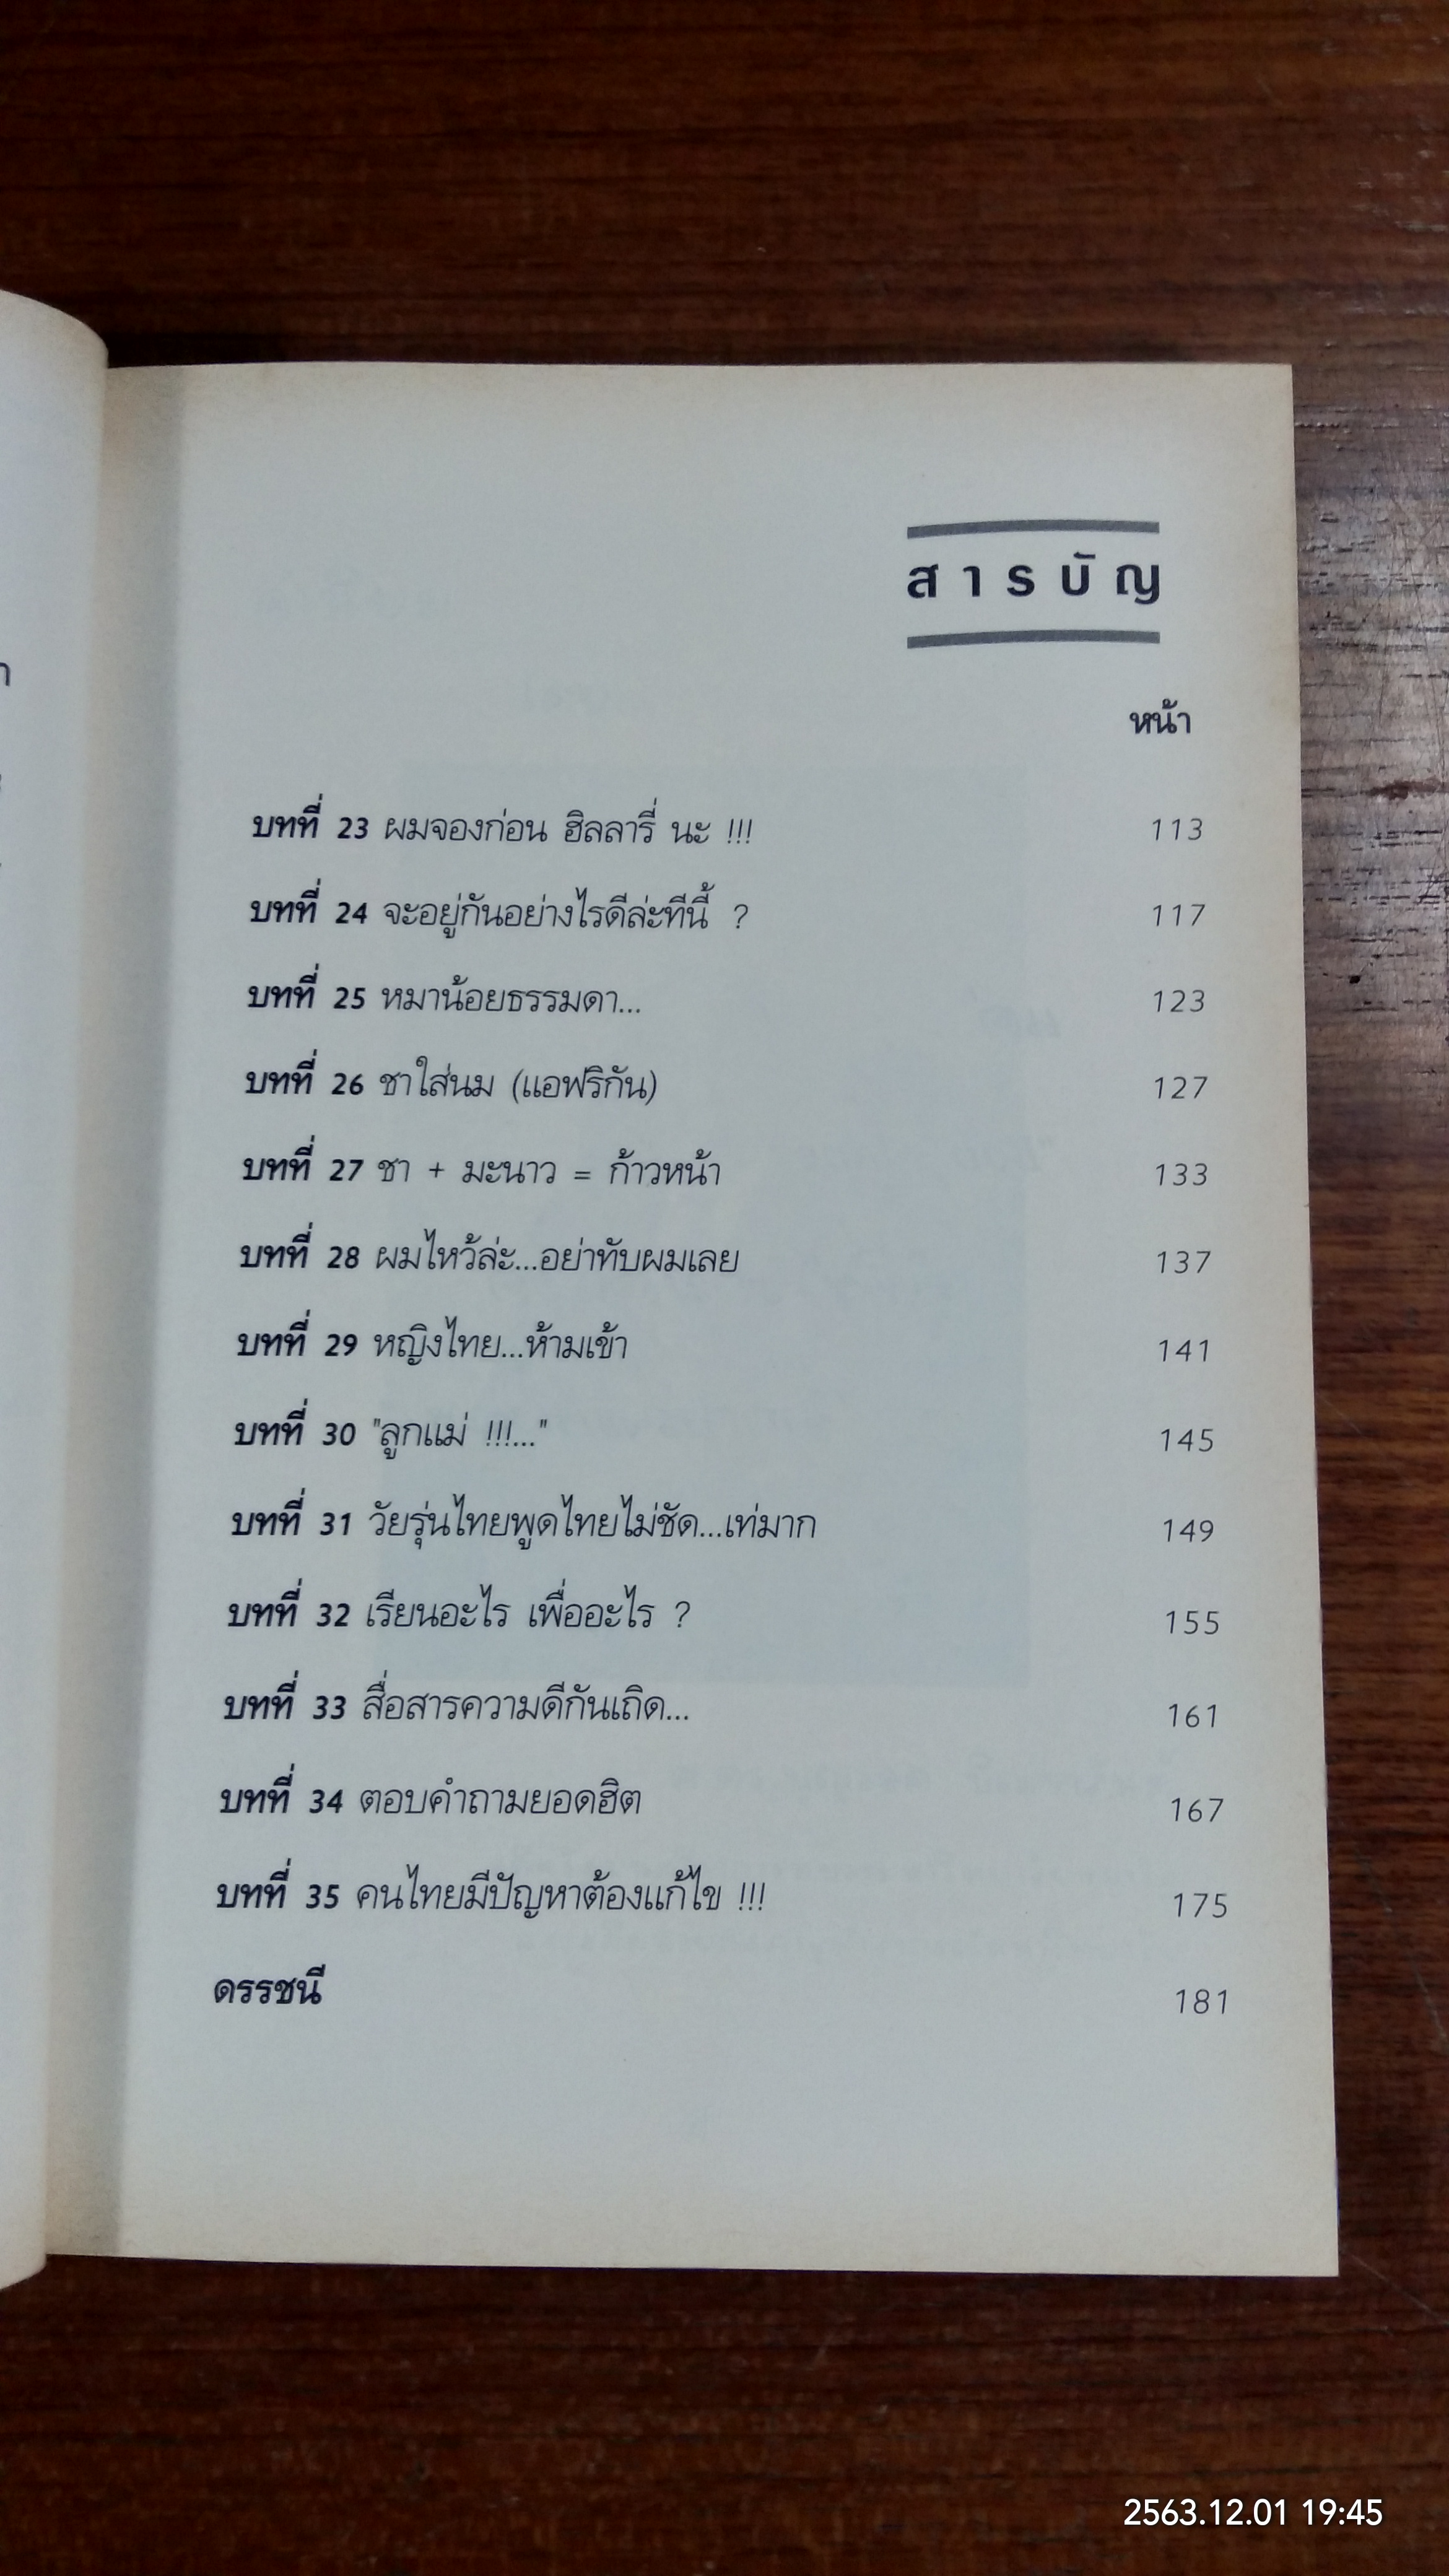 สารบัญ
หน้า
บทที่ 23 ผมจองก่อน ฮิลลารี่ นะ !!! 113
บทที่ 24 จะอยู่กันอย่างไรดีล่ะทีนี้ ? 117
บทที่ 25 หมาน้อยธรรมดา... 123
บทที่ 26 ชาใส่นม (แอฟริกัน) 127
บทที่ 27 ชา + มะนาว = ก้าวหน้า 133
บทที่ 28 ผมไหว้ล่ะ...อย่าทับผมเลย 137
บทที่ 29 หญิงไทย...ห้ามเข้า 141
บทที่ 30 "ลูกแม่ !!!..." 145
บทที่ 31 วัยรุ่นไทยพูดไทยไม่ชัด...เท่มาก 149
บทที่ 32 เรียนอะไร เพื่ออะไร ? 155
บทที่ 33 สื่อสารความดีกันเถิด... 161
บทที่ 34 ตอบคำถามยอดฮิต 167
บทที่ 35 คนไทยมีปัญหาต้องแก้ไข !!! 175
ดรรชนี 181
2563.12.01 19:45